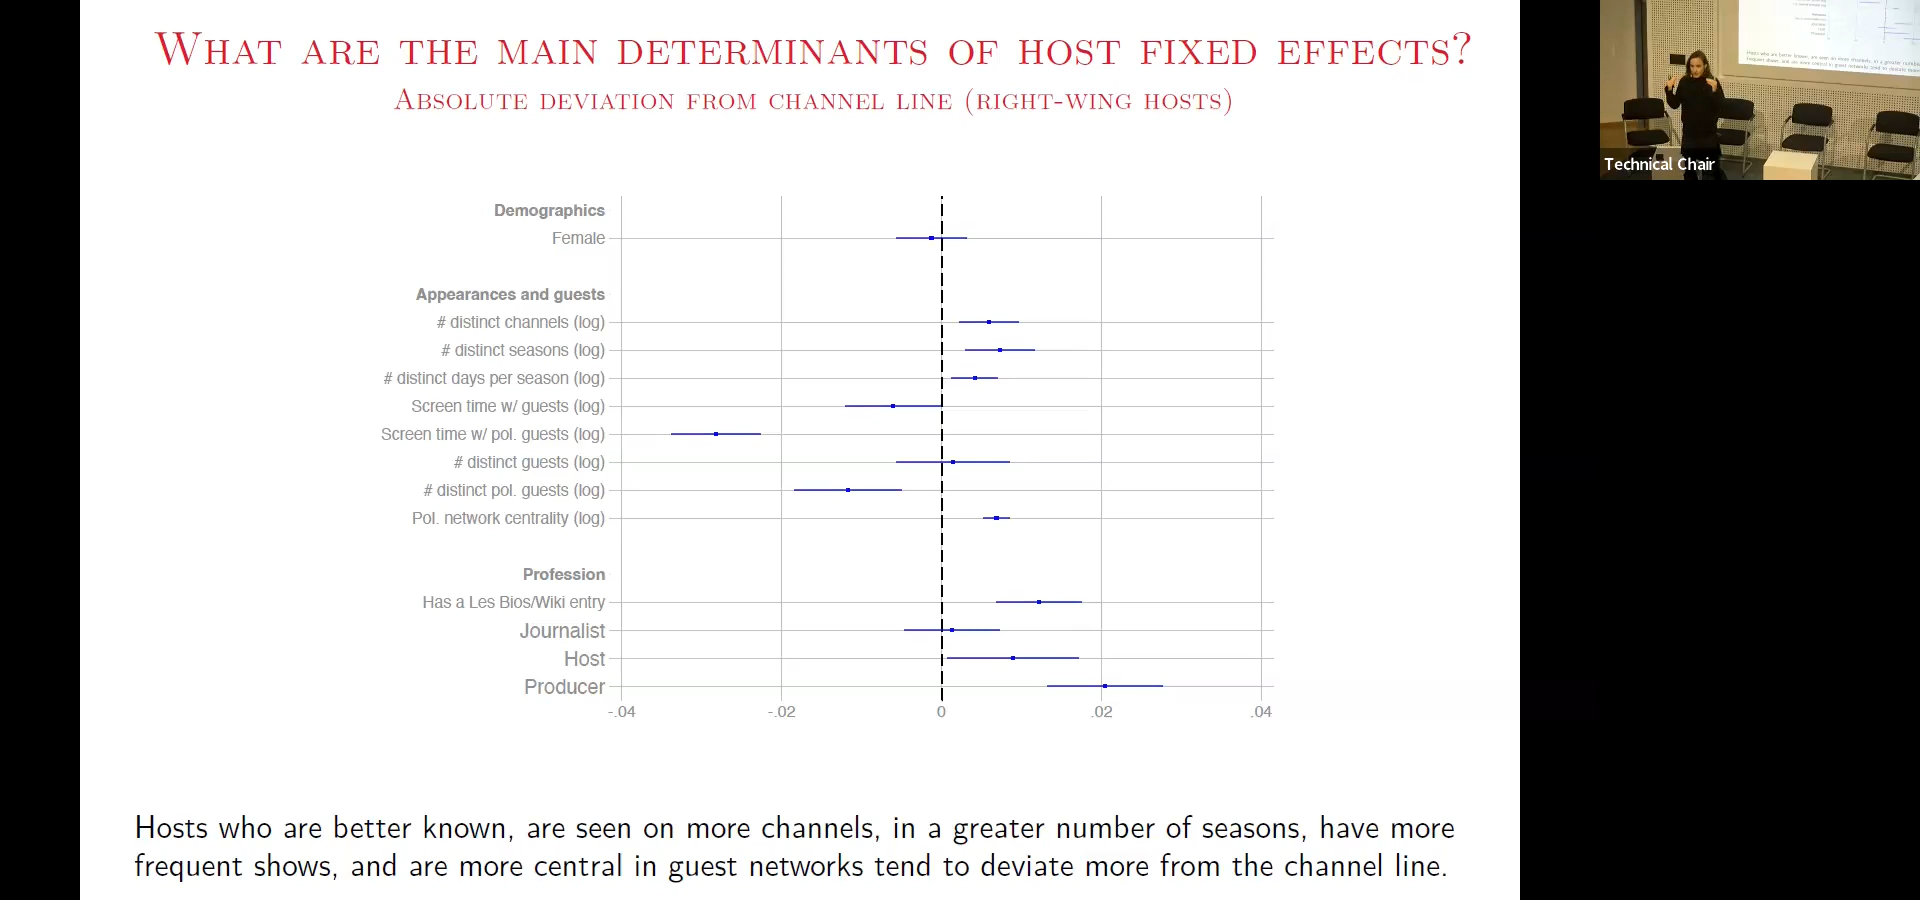 WHAT ARE THE MAIN DETERMINANTS OF HOST FIXED EFFECTS?
ABSOLUTE DEVIATION FROM CHANNEL LINE (RIGHT-WING HOSTS)
Demographics
Female
Appearances and guests
# distinct channels (log)
# distinct seasons (log)
# distinct days per season (log)
Screen time w/ guests (log)
Screen time w/ pol. guests (log)
# distinct guests (log)
# distinct pol. guests (log)
Pol. network centrality (log)
Profession
Has a Les Bios/Wiki entry
Journalist
Host
Producer
-.04 -.02 0 .02 .04
Hosts who are better known, are seen on more channels, in a greater number of seasons, have more
frequent shows, and are more central in guest networks tend to deviate more from the channel line.
Technical Chair